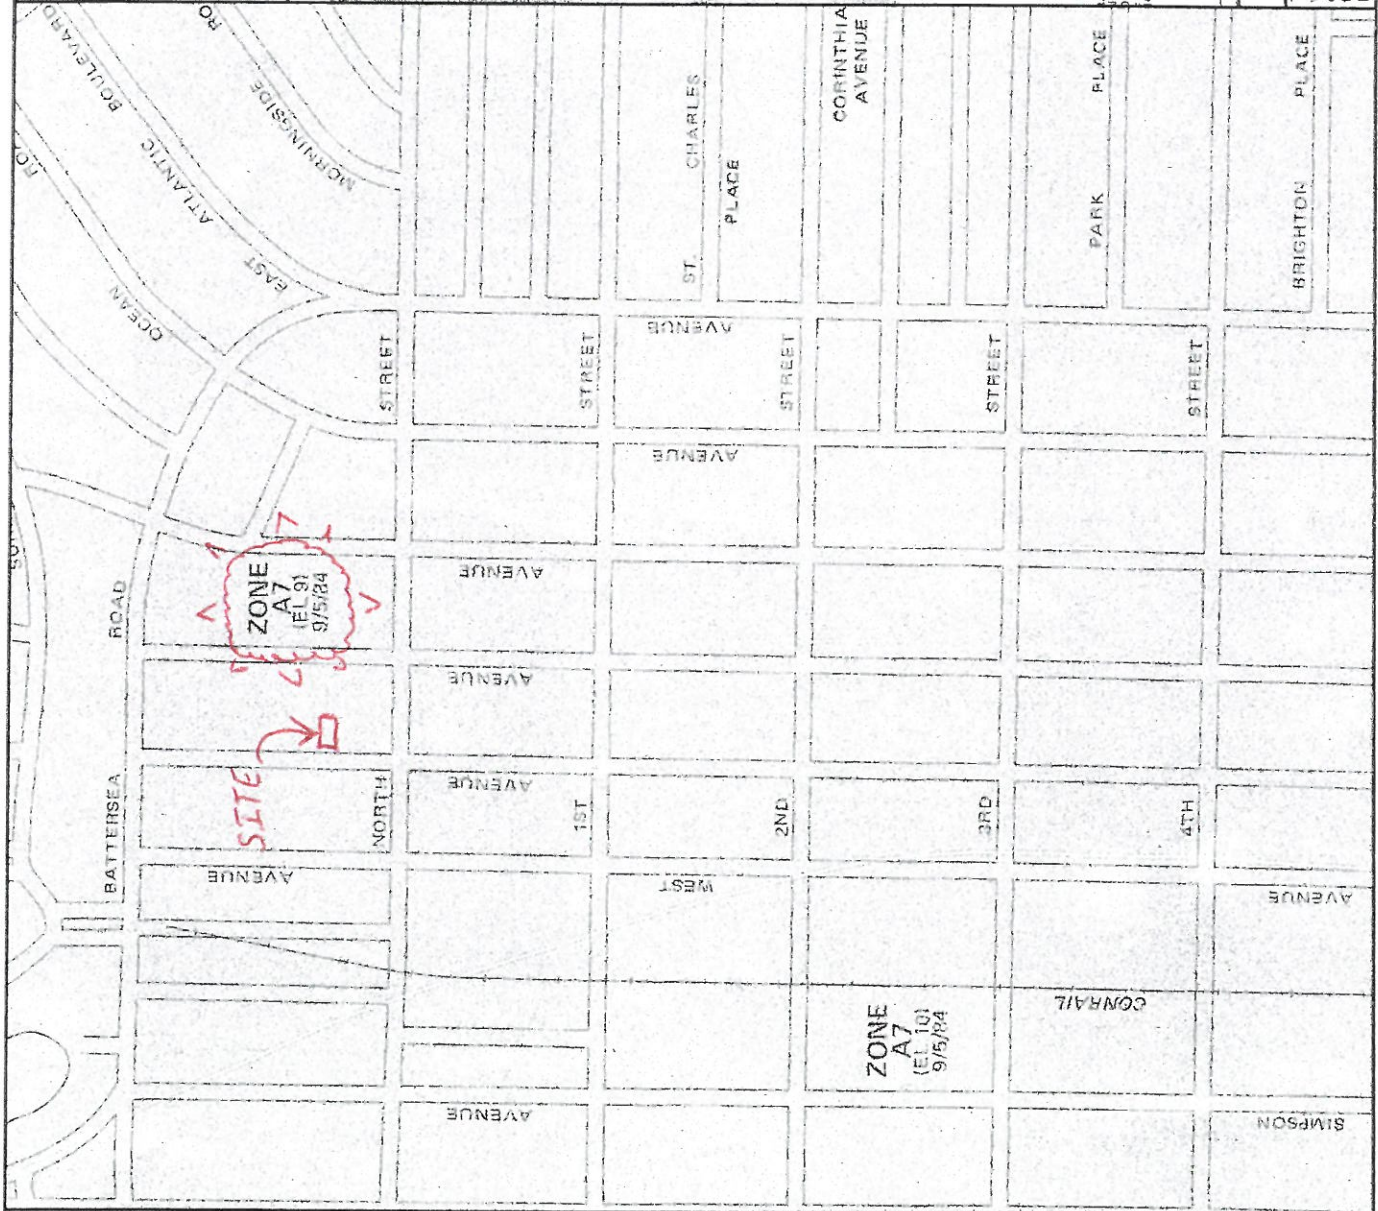 BOULEVARD
ATLANTIC
EAST
MORNINGSIDE
RO
OCEAN
ST. CHARLES
PLACE
CORINTHIA
AVENUE
PARK PLACE
BRIGHTON PLACE
STREET
STREET
AVENUE
STREET
STREET
STREET
AVENUE
ZONE
A7
(EL 9)
9/5/84
AVENUE
ROAD
AVENUE
SITE
BATTERSEA
NORTH
AVENUE
1ST
2ND
3RD
4TH
AVENUE
WEST
AVENUE
ZONE
A7
(EL 10)
9/5/84
CONRAIL
AVENUE
SIMPSON